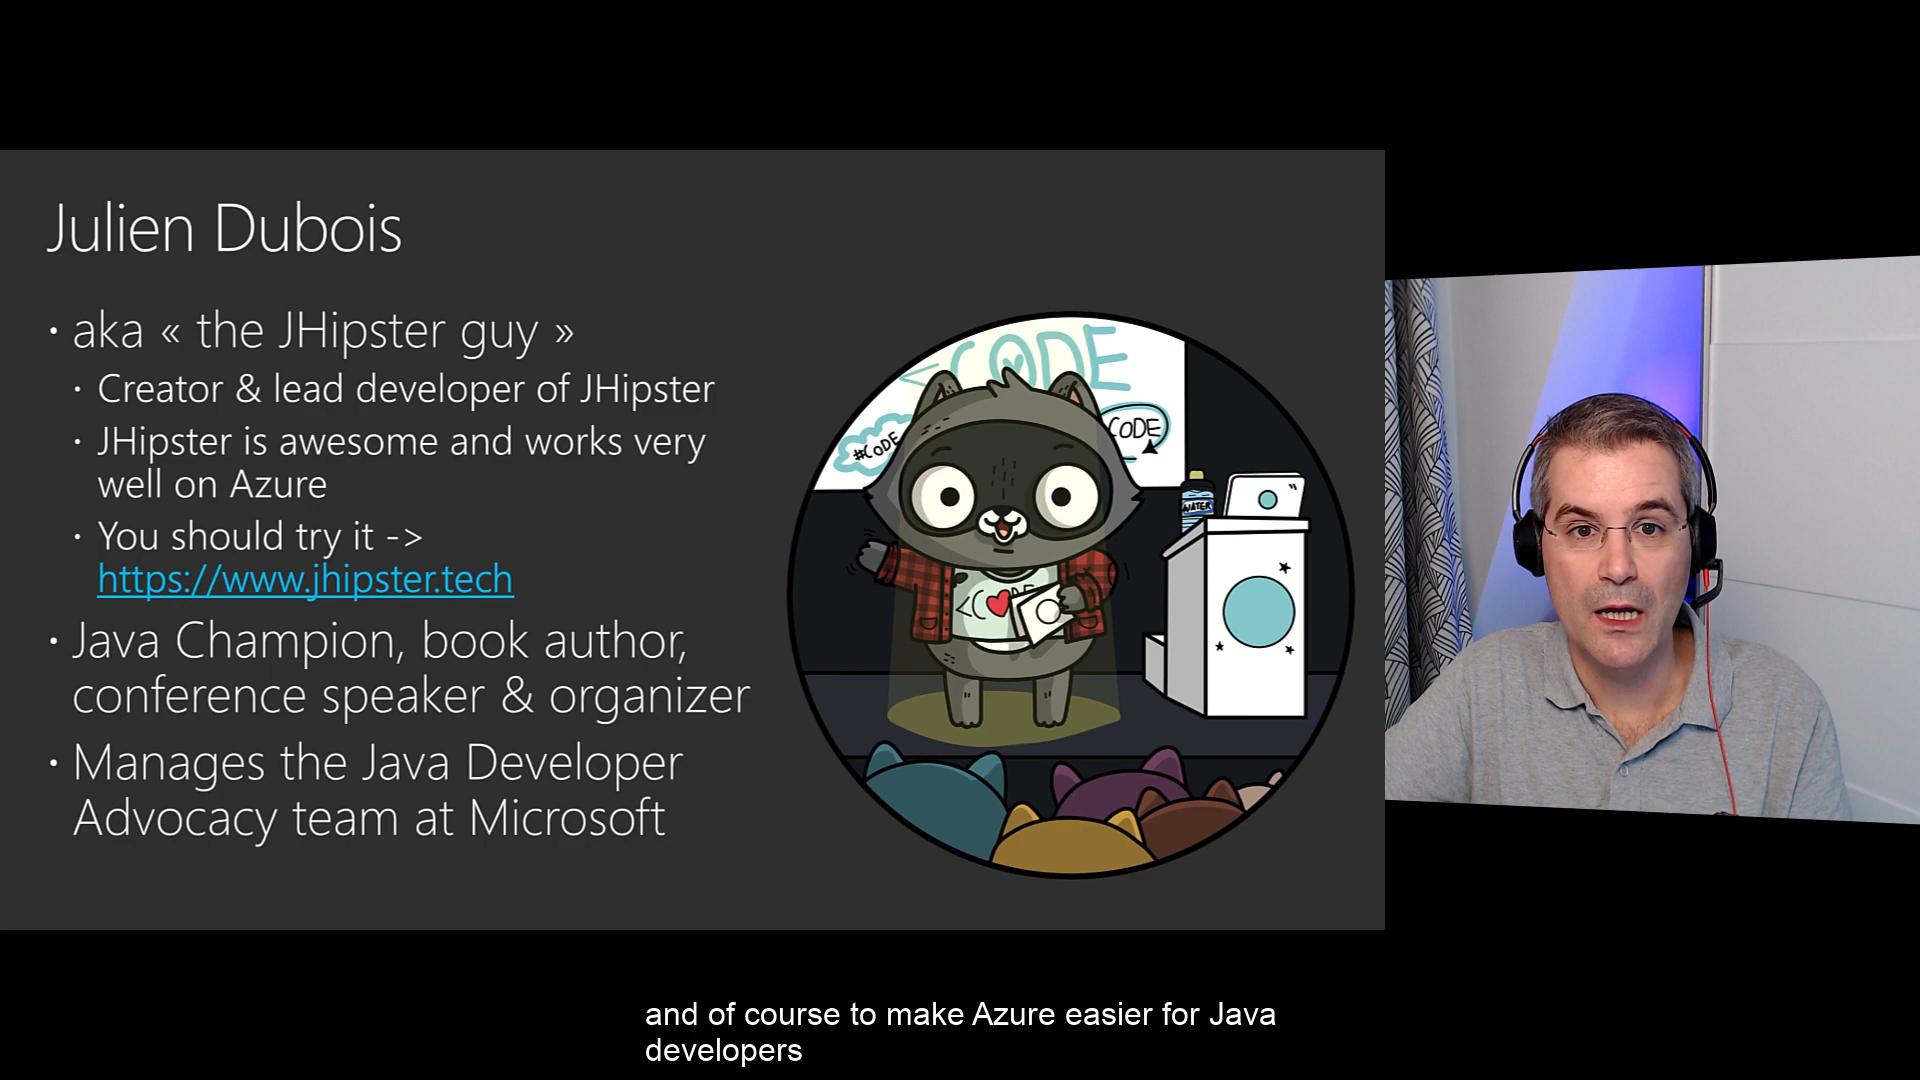 Julien Dubois
· aka « the JHipster guy »
· Creator & lead developer of JHipster
· JHipster is awesome and works very
well on Azure
· You should try it ->
https://www.jhipster.tech
· Java Champion, book author,
conference speaker & organizer
· Manages the Java Developer
Advocacy team at Microsoft
<CODE
#CODE
CODE
WATER
<CODE
and of course to make Azure easier for Java
developers